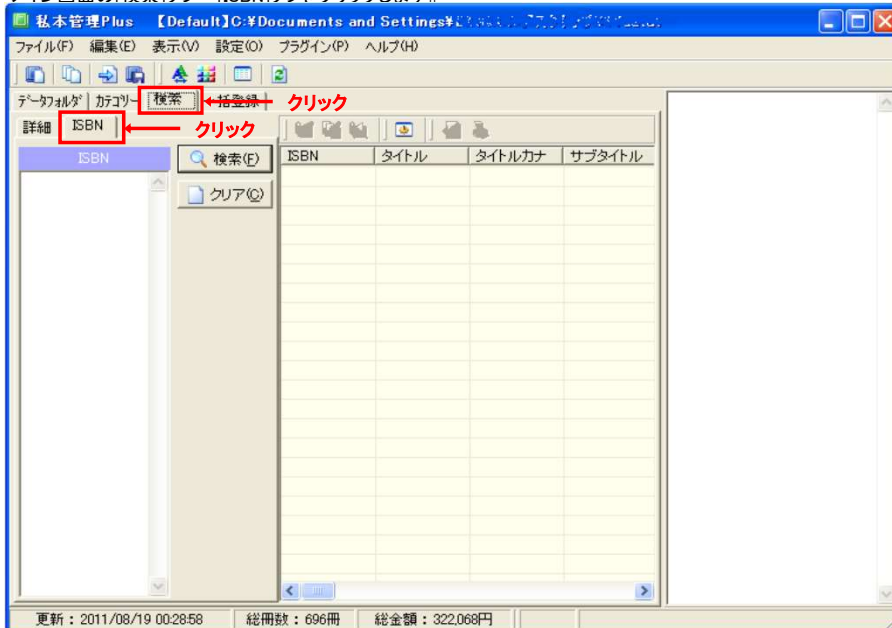 私本管理Plus 【Default】C:¥Documents and Settings¥
ファイル(F) 編集(E) 表示(V) 設定(O) プラグイン(P) ヘルプ(H)
データフォルダ カテゴリー 検索 一括登録 クリック
詳細 ISBN クリック
ISBN 検索(F) ISBN タイトル タイトルカナ サブタイトル
クリア(C)
更新：2011/08/19 00:28:58 総冊数：696冊 総金額：322,068円